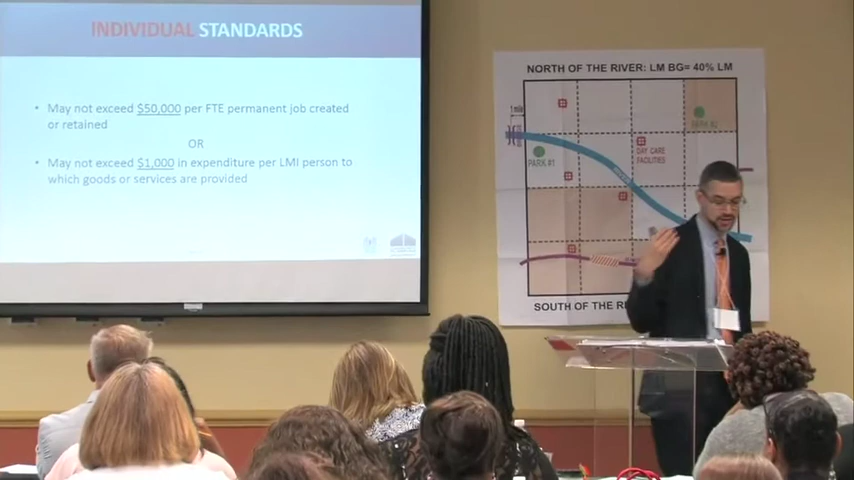 INDIVIDUAL STANDARDS
• May not exceed $50,000 per FTE permanent job created
or retained
OR
• May not exceed $1,000 in expenditure per LMI person to
which goods or services are provided
NORTH OF THE RIVER: LM BG= 40% LM
1 mile
PARK #2
PARK #1
DAY CARE
FACILITIES
RIVER
SOUTH OF THE